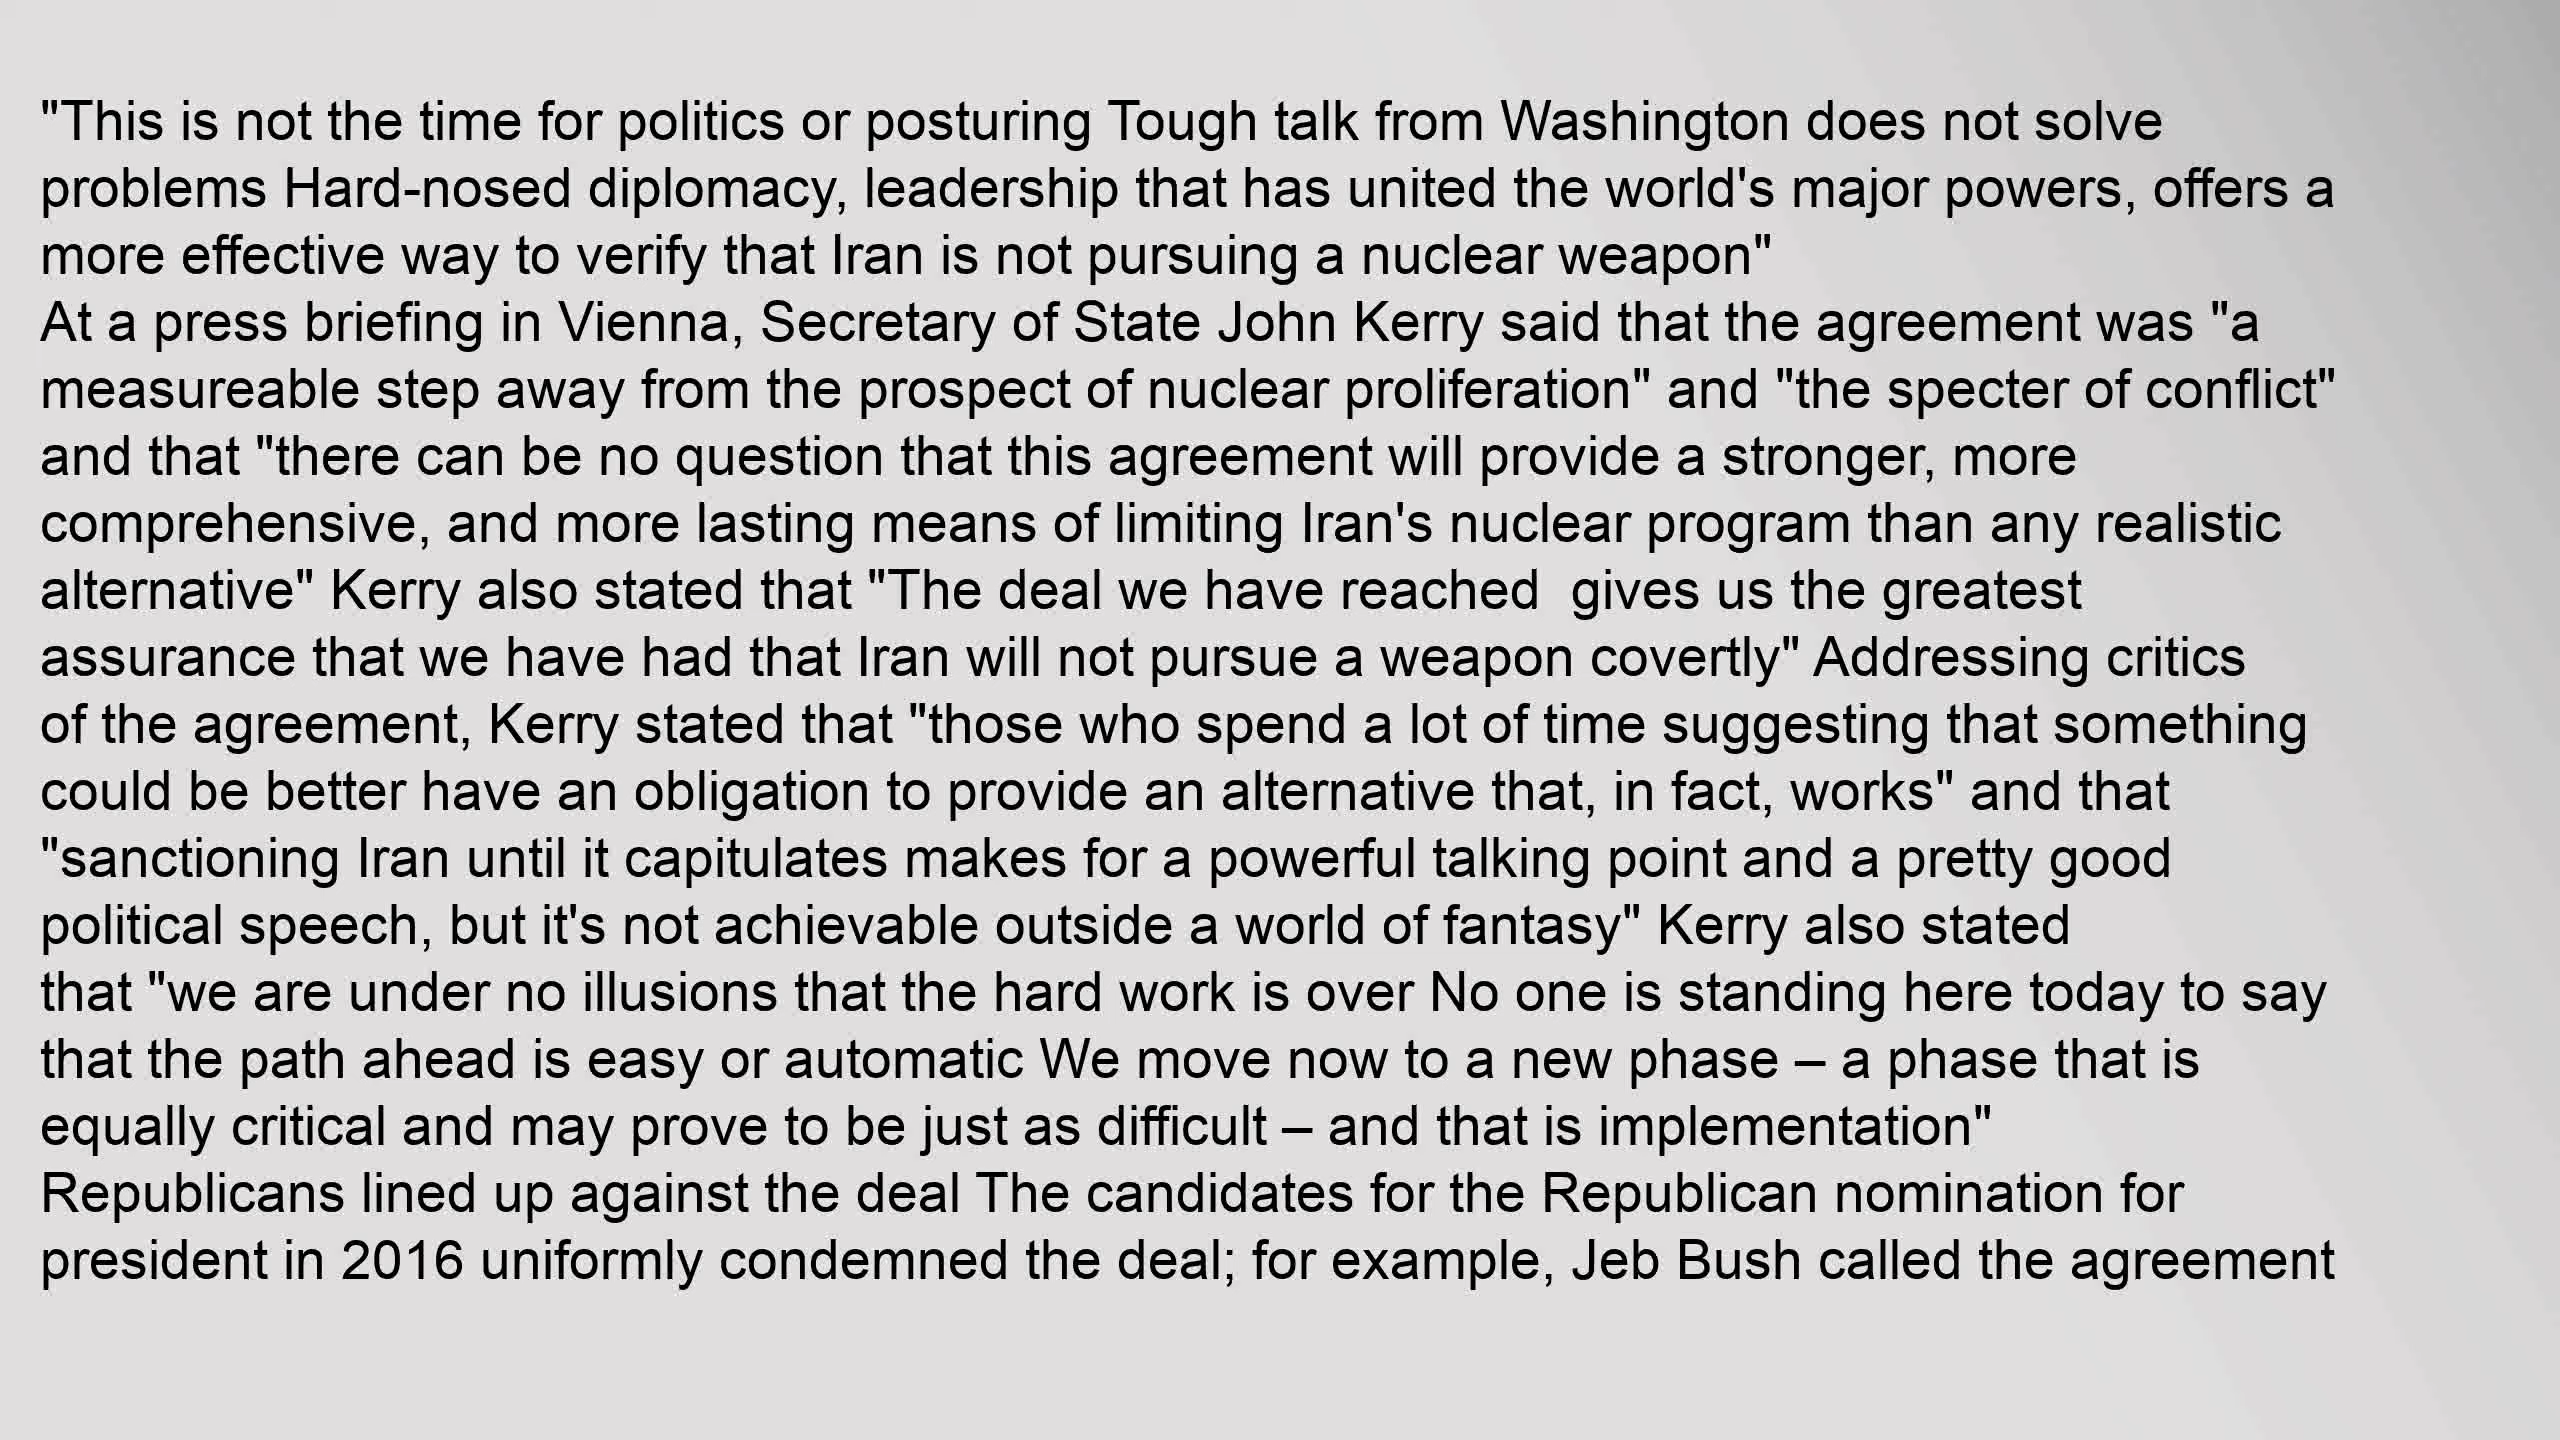 "This is not the time for politics or posturing Tough talk from Washington does not solve
problems Hard-nosed diplomacy, leadership that has united the world's major powers, offers a
more effective way to verify that Iran is not pursuing a nuclear weapon"
At a press briefing in Vienna, Secretary of State John Kerry said that the agreement was "a
measureable step away from the prospect of nuclear proliferation" and "the specter of conflict"
and that "there can be no question that this agreement will provide a stronger, more
comprehensive, and more lasting means of limiting Iran's nuclear program than any realistic
alternative" Kerry also stated that "The deal we have reached  gives us the greatest
assurance that we have had that Iran will not pursue a weapon covertly" Addressing critics
of the agreement, Kerry stated that "those who spend a lot of time suggesting that something
could be better have an obligation to provide an alternative that, in fact, works" and that
"sanctioning Iran until it capitulates makes for a powerful talking point and a pretty good
political speech, but it's not achievable outside a world of fantasy" Kerry also stated
that "we are under no illusions that the hard work is over No one is standing here today to say
that the path ahead is easy or automatic We move now to a new phase – a phase that is
equally critical and may prove to be just as difficult – and that is implementation"
Republicans lined up against the deal The candidates for the Republican nomination for
president in 2016 uniformly condemned the deal; for example, Jeb Bush called the agreement